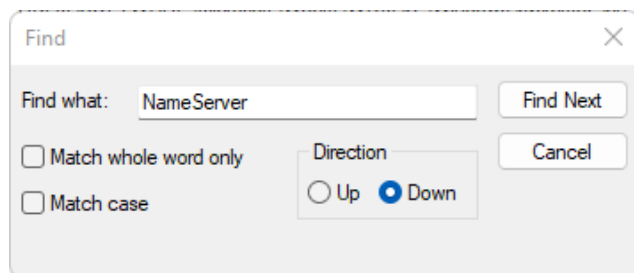 Find
Find what: NameServer Find Next
Match whole word only Direction Cancel
Match case Up Down